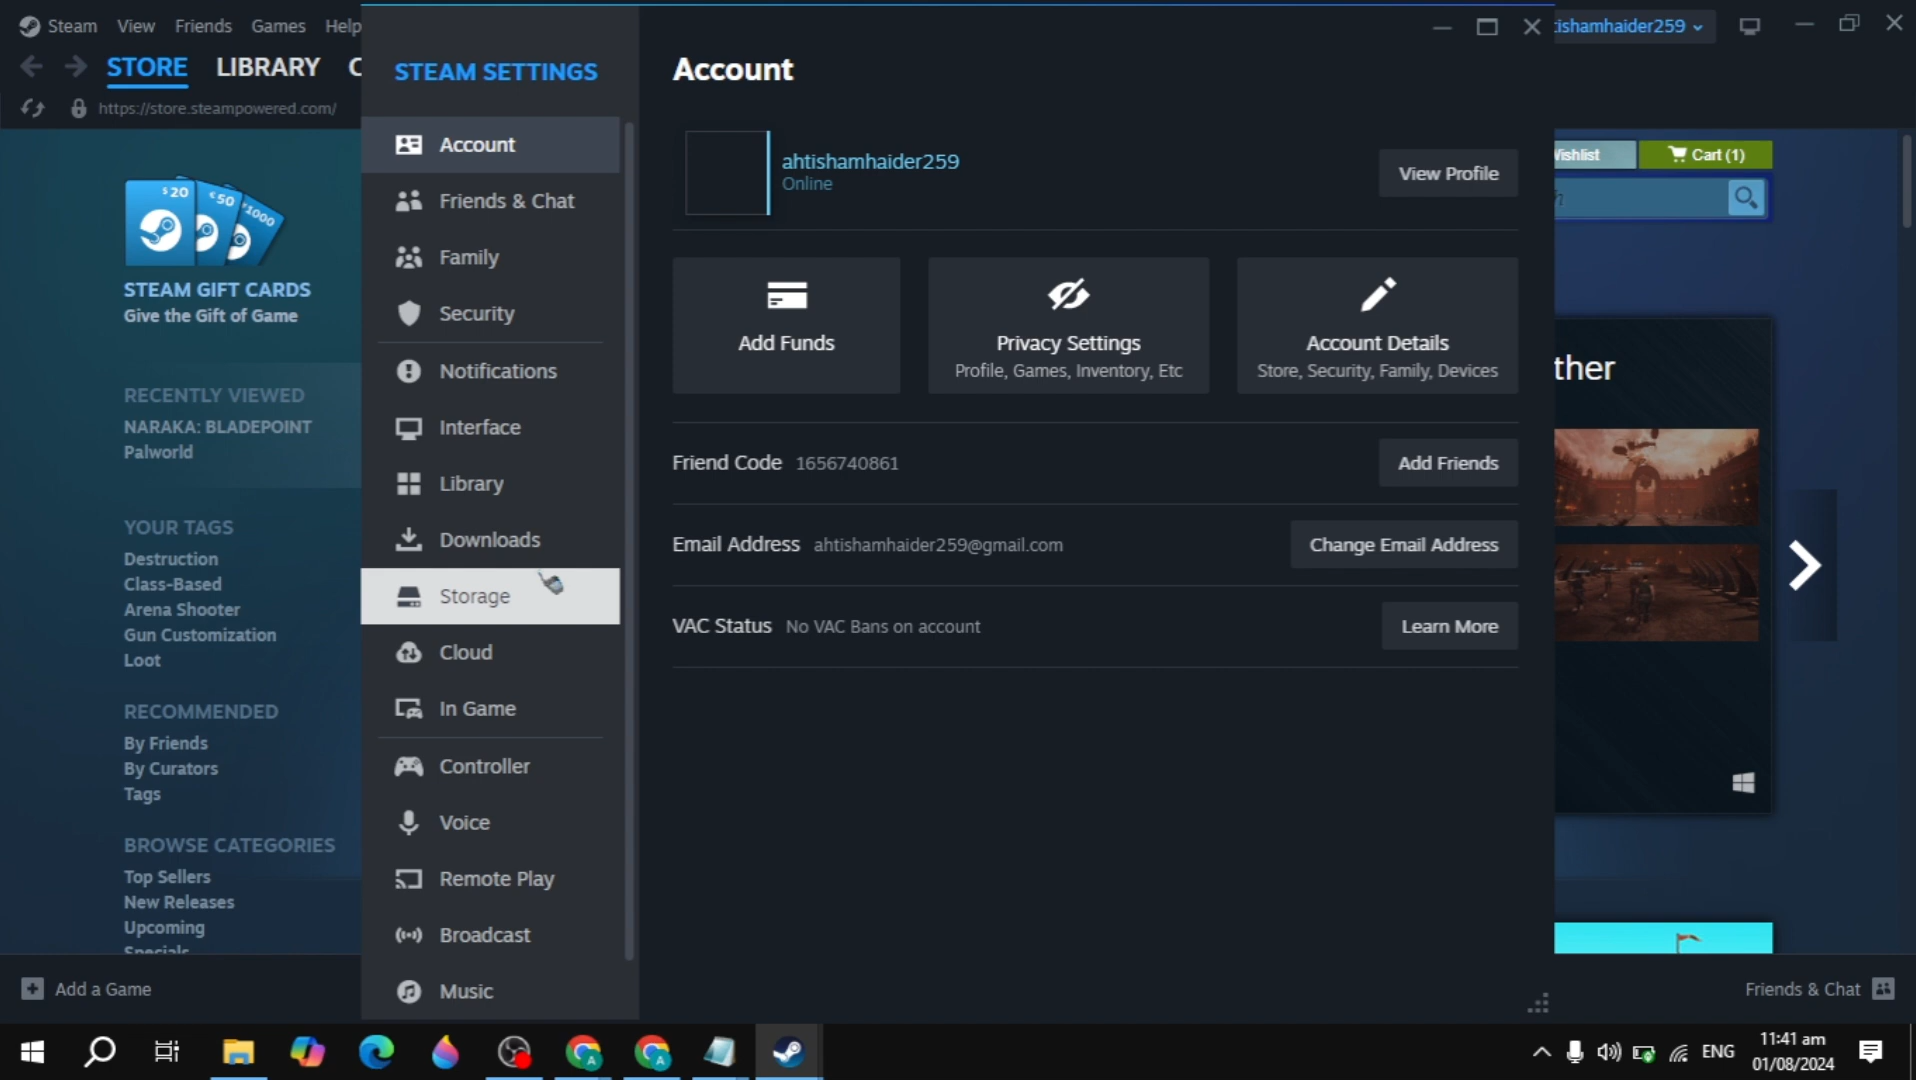 Steam View Friends Games Help
STORE LIBRARY C
https://store.steampowered.com/
$20 €50 ¥1000
STEAM GIFT CARDS
Give the Gift of Game
RECENTLY VIEWED
NARAKA: BLADEPOINT
Palworld
YOUR TAGS
Destruction
Class-Based
Arena Shooter
Gun Customization
Loot
RECOMMENDED
By Friends
By Curators
Tags
BROWSE CATEGORIES
Top Sellers
New Releases
Upcoming
Specials
Add a Game
STEAM SETTINGS
Account
Friends & Chat
Family
Security
Notifications
Interface
Library
Downloads
Storage
Cloud
In Game
Controller
Voice
Remote Play
Broadcast
Music
Account
ahtishamhaider259
Online
View Profile
Add Funds
Privacy Settings
Profile, Games, Inventory, Etc
Account Details
Store, Security, Family, Devices
Friend Code 1656740861
Add Friends
Email Address ahtishamhaider259@gmail.com
Change Email Address
VAC Status No VAC Bans on account
Learn More
tishamhaider259
Wishlist
Cart (1)
ther
Friends & Chat
ENG
11:41 am
01/08/2024